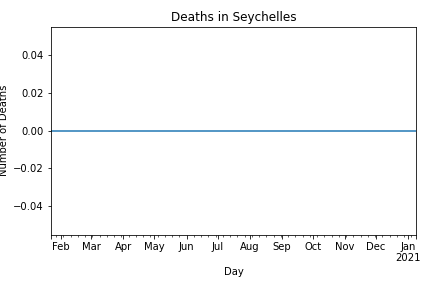 Deaths in Seychelles
0.04
0.02
0.00
−0.02
−0.04
Number of Deaths
Feb Mar Apr May Jun Jul Aug Sep Oct Nov Dec Jan
2021
Day